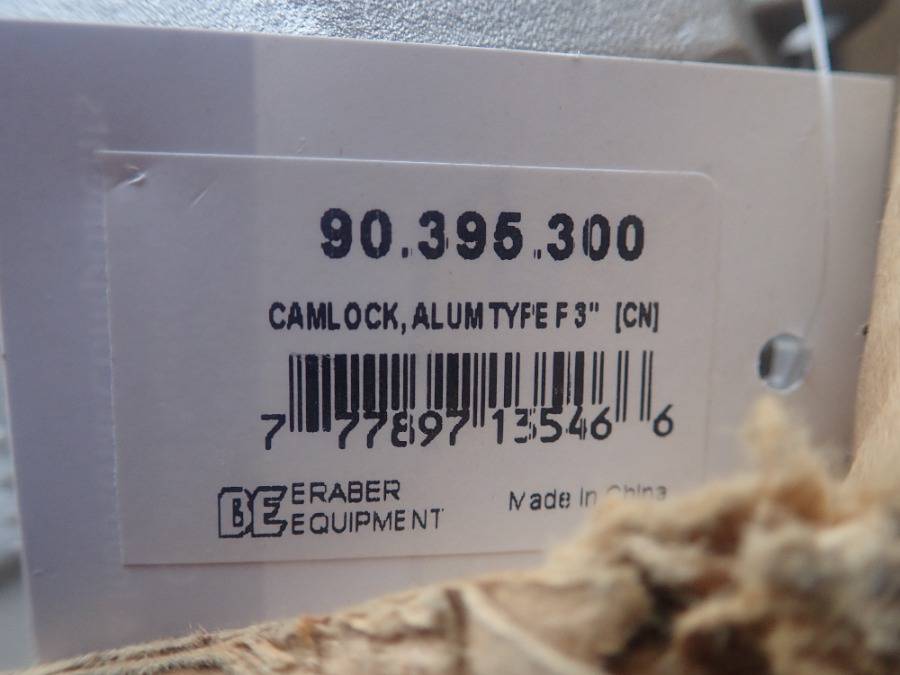 90.395.300
CAMLOCK, ALUM TYPE F 3" [CN]
7 77897 13546 6
BE ERABER
EQUIPMENT
Made in China